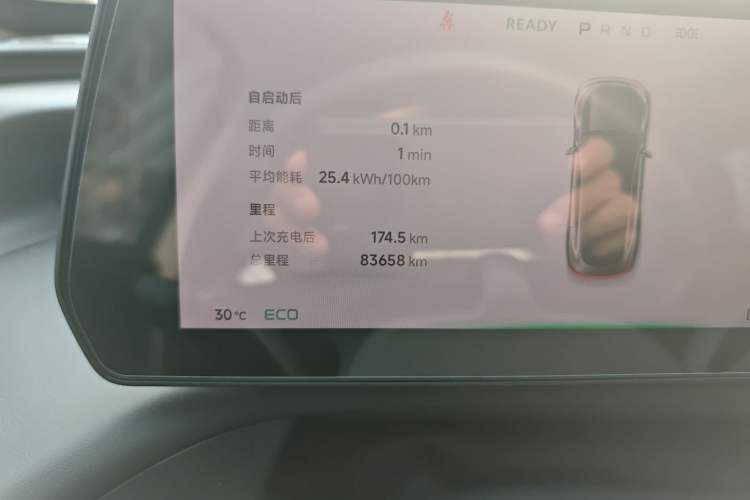 READY P R N D
自启动后
距离 0.1 km
时间 1 min
平均能耗 25.4 kWh/100km
里程
上次充电后 174.5 km
总里程 83658 km
30℃ ECO